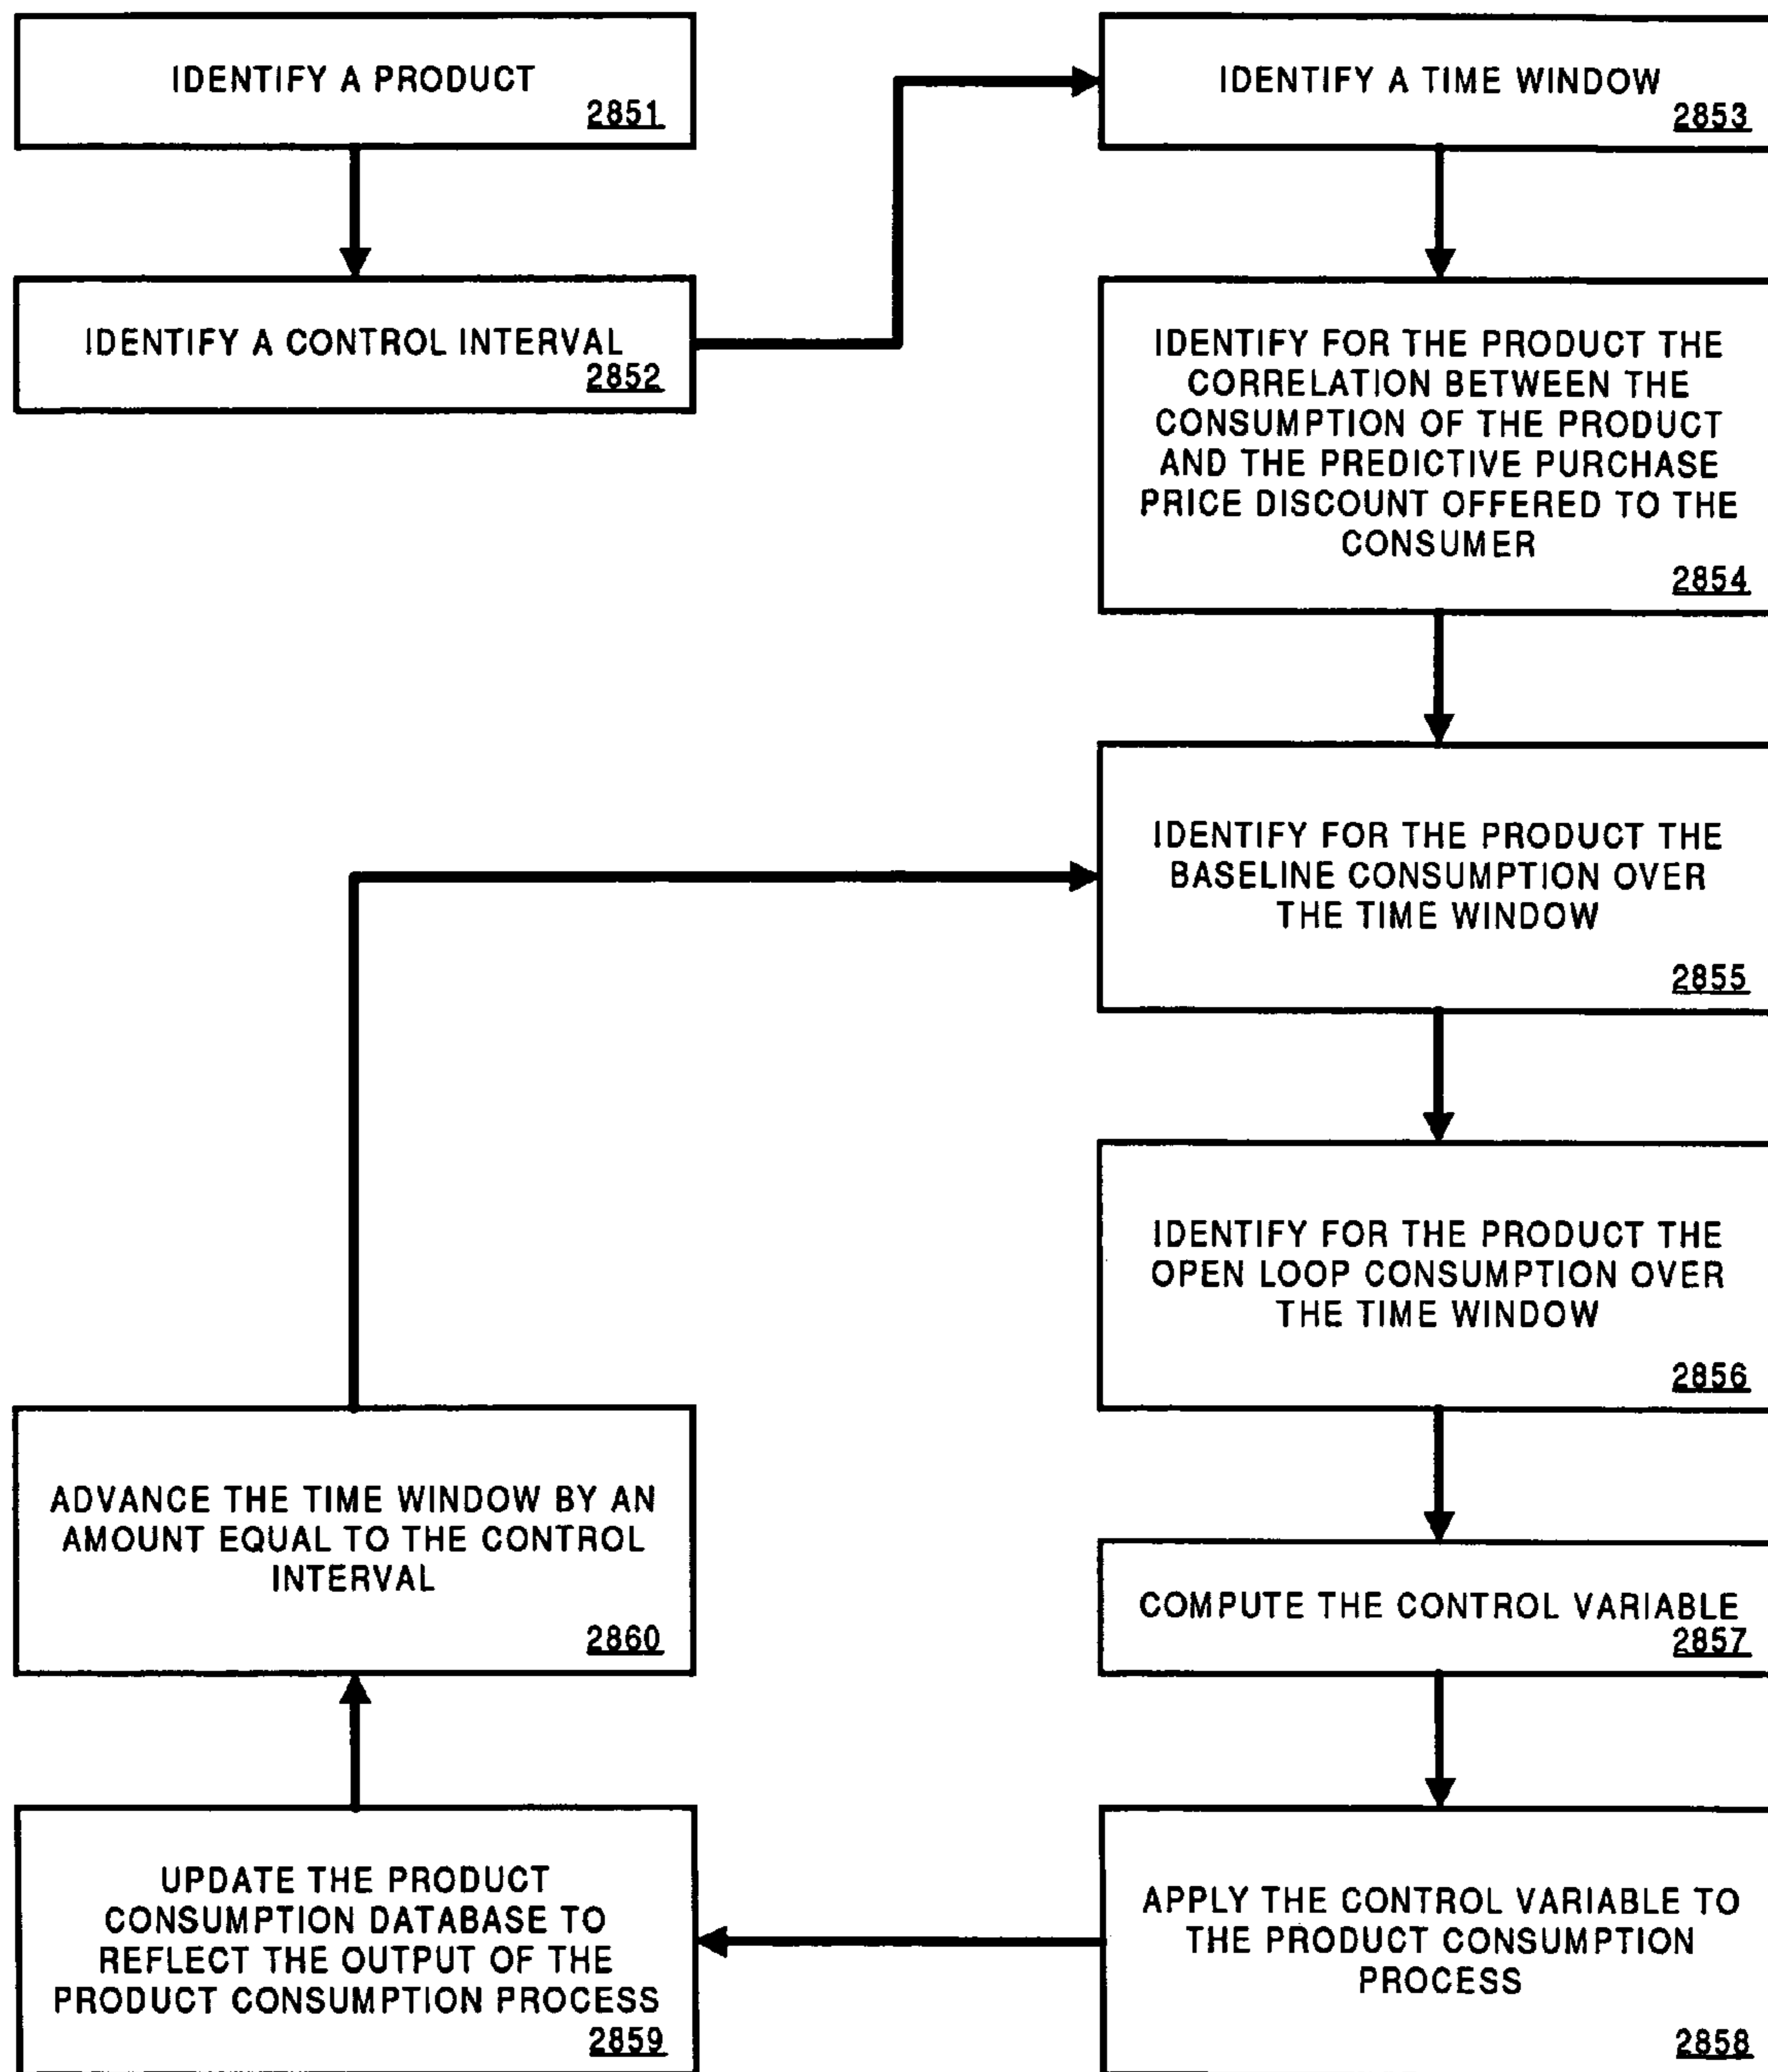 IDENTIFY A PRODUCT
2851
IDENTIFY A CONTROL INTERVAL
2852
IDENTIFY A TIME WINDOW
2853
IDENTIFY FOR THE PRODUCT THE
CORRELATION BETWEEN THE
CONSUMPTION OF THE PRODUCT
AND THE PREDICTIVE PURCHASE
PRICE DISCOUNT OFFERED TO THE
CONSUMER
2854
IDENTIFY FOR THE PRODUCT THE
BASELINE CONSUMPTION OVER
THE TIME WINDOW
2855
IDENTIFY FOR THE PRODUCT THE
OPEN LOOP CONSUMPTION OVER
THE TIME WINDOW
2856
COMPUTE THE CONTROL VARIABLE
2857
APPLY THE CONTROL VARIABLE TO
THE PRODUCT CONSUMPTION
PROCESS
2858
UPDATE THE PRODUCT
CONSUMPTION DATABASE TO
REFLECT THE OUTPUT OF THE
PRODUCT CONSUMPTION PROCESS
2859
ADVANCE THE TIME WINDOW BY AN
AMOUNT EQUAL TO THE CONTROL
INTERVAL
2860